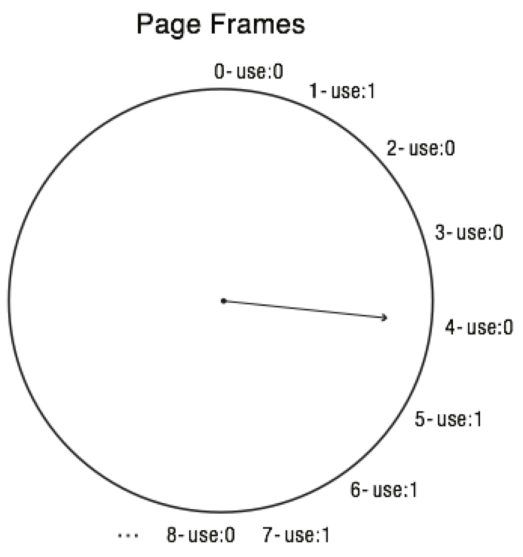 Page Frames
0- use:0
1- use:1
2- use:0
3- use:0
4- use:0
5- use:1
6- use:1
7- use:1
8- use:0
...